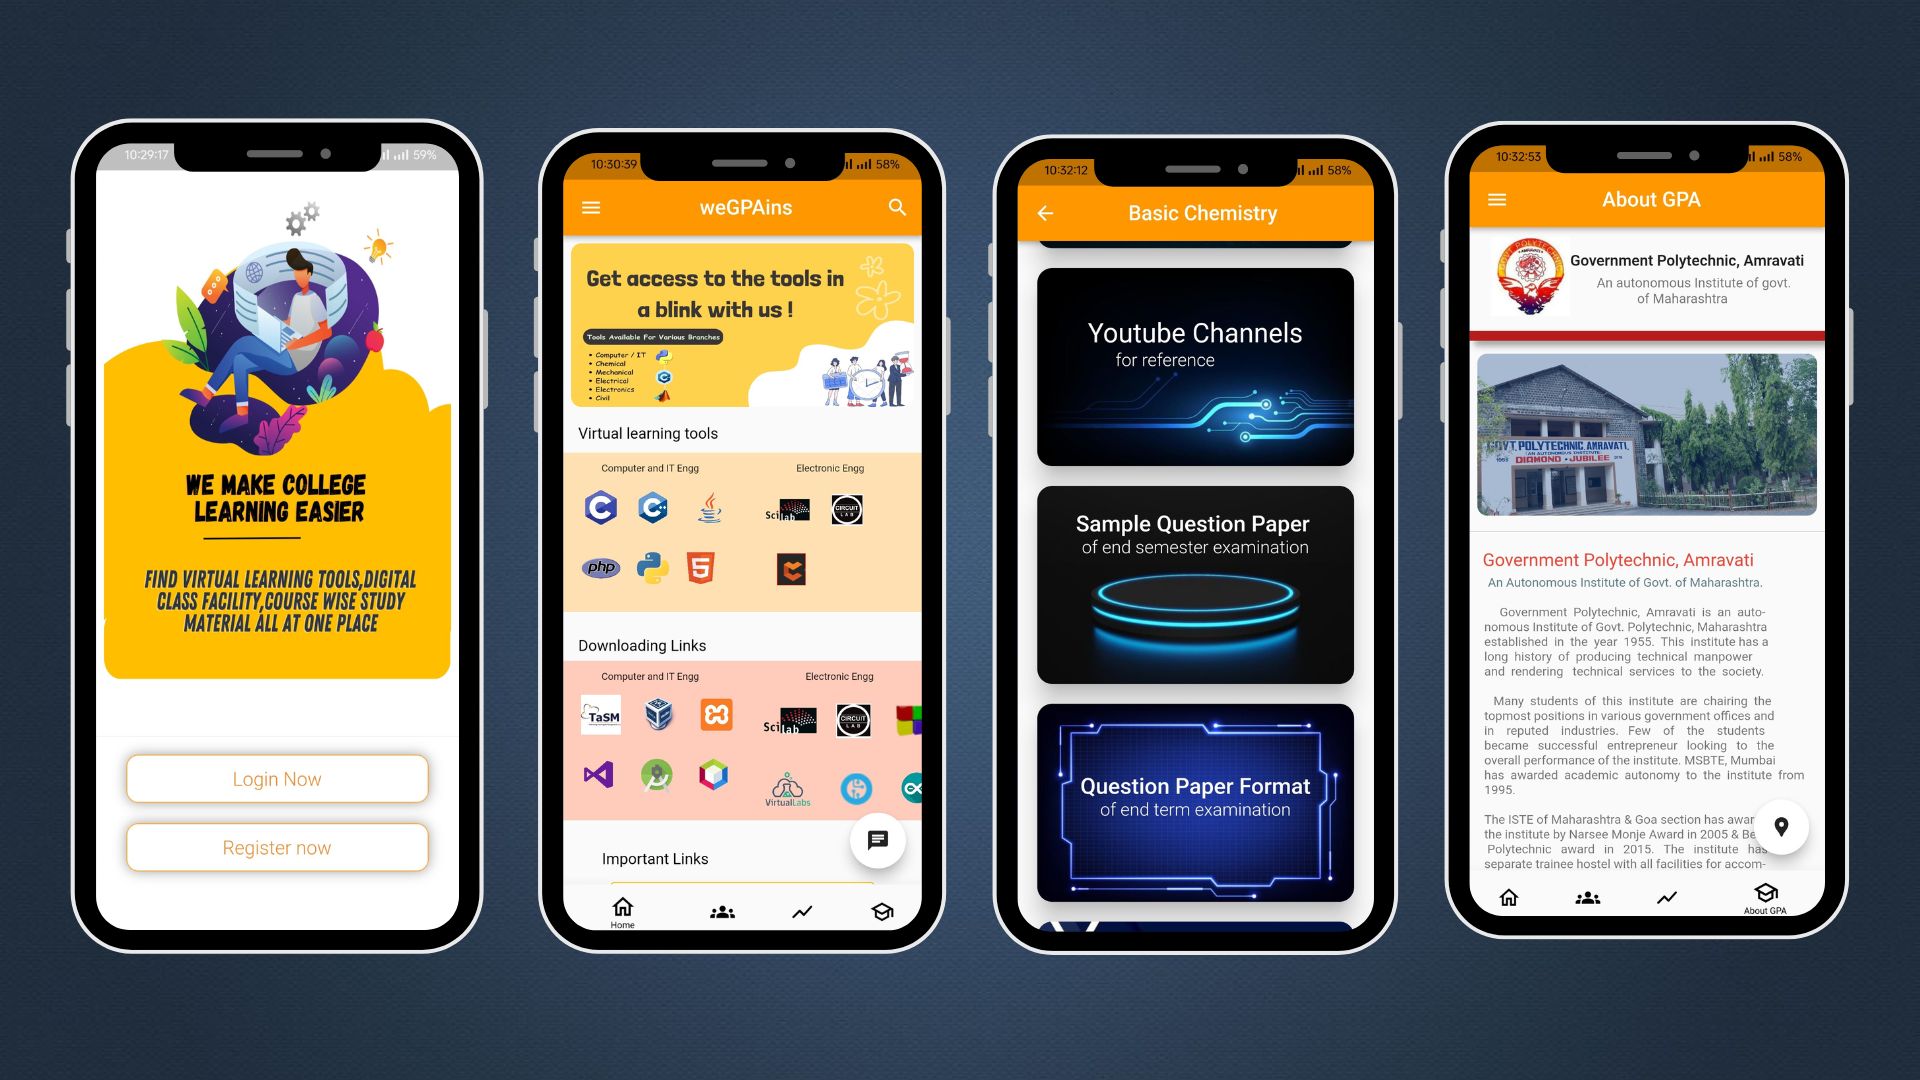 10:29:17
59%
WE MAKE COLLEGE
LEARNING EASIER
FIND VIRTUAL LEARNING TOOLS,DIGITAL
CLASS FACILITY,COURSE WISE STUDY
MATERIAL ALL AT ONE PLACE
Login Now
Register now
10:30:39
58%
weGPAins
Get access to the tools in
a blink with us !
Tools Available For Various Branches
• Computer / IT
• Chemical
• Mechanical
• Electrical
• Electronics
• Civil
Virtual learning tools
Computer and IT Engg
Electronic Engg
C
C++
Java
Scilab
CIRCUIT
LAB
php
5
Downloading Links
Computer and IT Engg
Electronic Engg
TaSM
Scilab
CIRCUIT
LAB
VirtualLabs
Important Links
Home
10:32:12
58%
Basic Chemistry
Youtube Channels
for reference
Sample Question Paper
of end semester examination
Question Paper Format
of end term examination
10:32:53
58%
About GPA
Government Polytechnic, Amravati
An autonomous Institute of govt.
of Maharashtra
GOVT. POLYTECHNIC AMRAVATI
(AN AUTONOMOUS INSTITUTE)
DIAMOND • JUBILEE
Government Polytechnic, Amravati
An Autonomous Institute of Govt. of Maharashtra.
Government Polytechnic, Amravati is an auto-
nomous Institute of Govt. Polytechnic, Maharashtra
established in the year 1955. This institute has a
long history of producing technical manpower
and rendering technical services to the society.
Many students of this institute are chairing the
topmost positions in various government offices and
in reputed industries. Few of the students
became successful entrepreneur looking to the
overall performance of the institute. MSBTE, Mumbai
has awarded academic autonomy to the institute from
1995.
The ISTE of Maharashtra & Goa section has awar
the institute by Narsee Monje Award in 2005 & Be
Polytechnic award in 2015. The institute has
separate trainee hostel with all facilities for accom-
About GPA